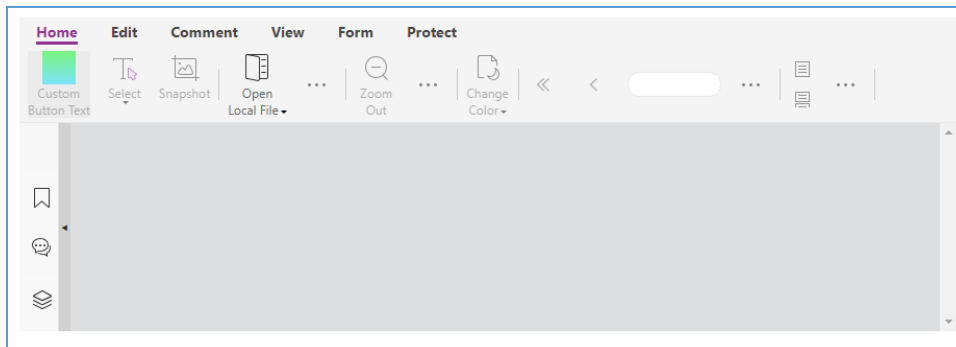 Home Edit Comment View Form Protect
Custom Button Text
Select
Snapshot
Open Local File
...
Zoom Out
...
Change Color
...
...